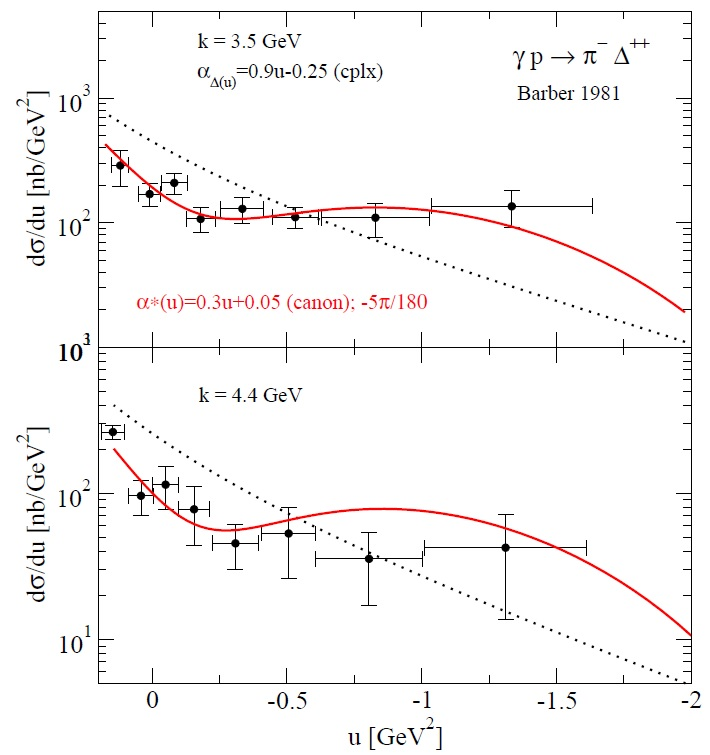 k = 3.5 GeV
α_Δ(u)=0.9u-0.25 (cplx)
γ p → π⁻ Δ⁺⁺
Barber 1981
10³
10²
dσ/du [nb/GeV²]
α*(u)=0.3u+0.05 (canon); -5π/180
10¹
10³
k = 4.4 GeV
10²
dσ/du [nb/GeV²]
10¹
0 -0.5 -1 -1.5 -2
u [GeV²]